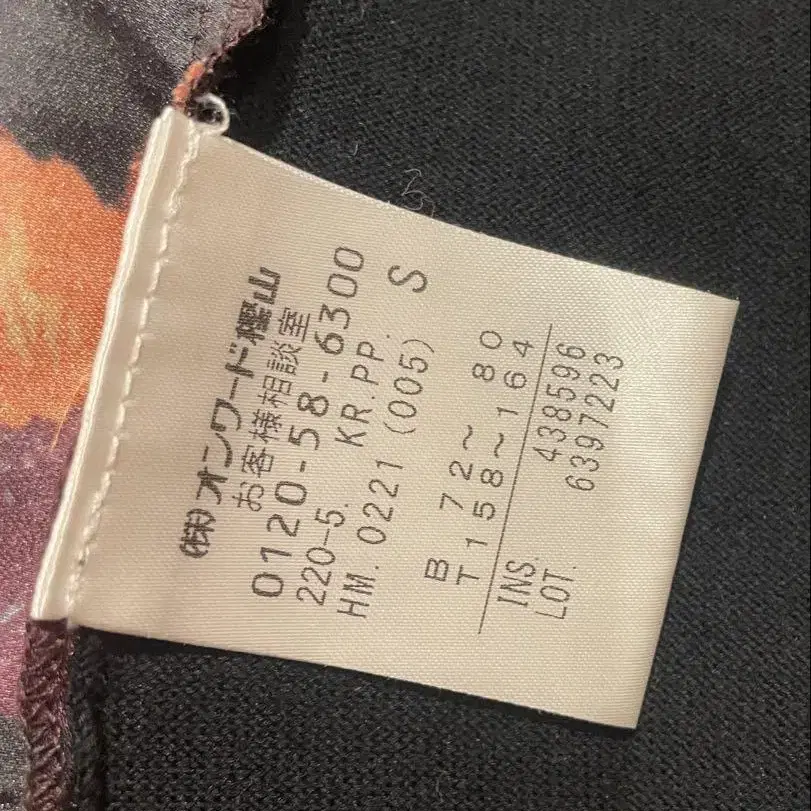 (株)オンワード樫山
お客様相談室
0120-58-6300
220-5. KR.PP.
HM. 0221 (005) S
B 72～ 80
T158～164
INS. 438596
LOT. 6397223